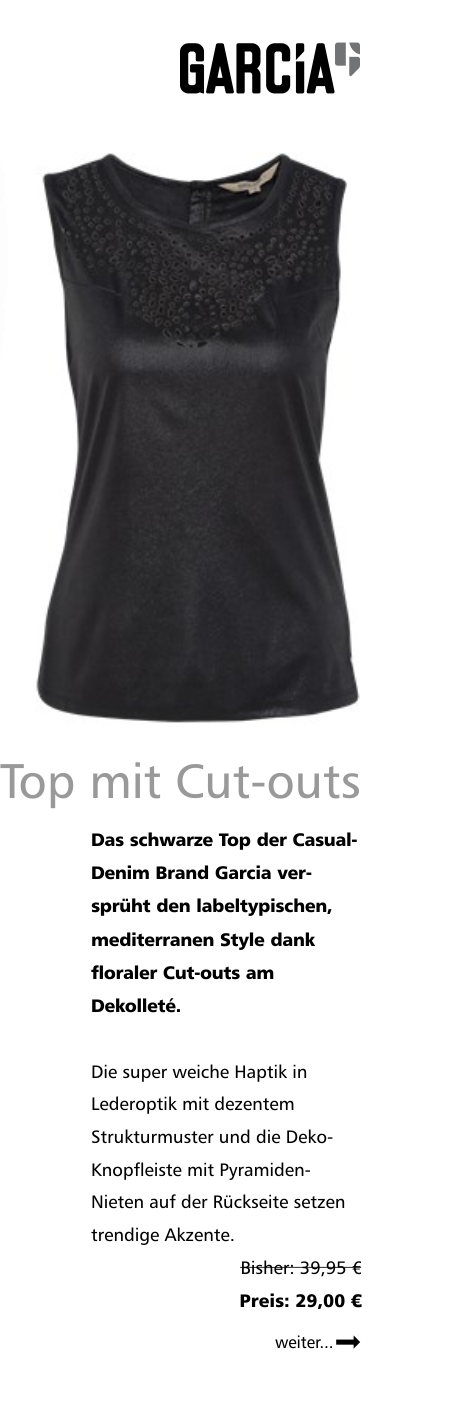 GARCIA
Top mit Cut-outs
Das schwarze Top der Casual-
Denim Brand Garcia ver-
sprüht den labeltypischen,
mediterranen Style dank
floraler Cut-outs am
Dekolleté.
Die super weiche Haptik in
Lederoptik mit dezentem
Strukturmuster und die Deko-
Knopfleiste mit Pyramiden-
Nieten auf der Rückseite setzen
trendige Akzente.
Bisher: 39,95 €
Preis: 29,00 €
weiter...